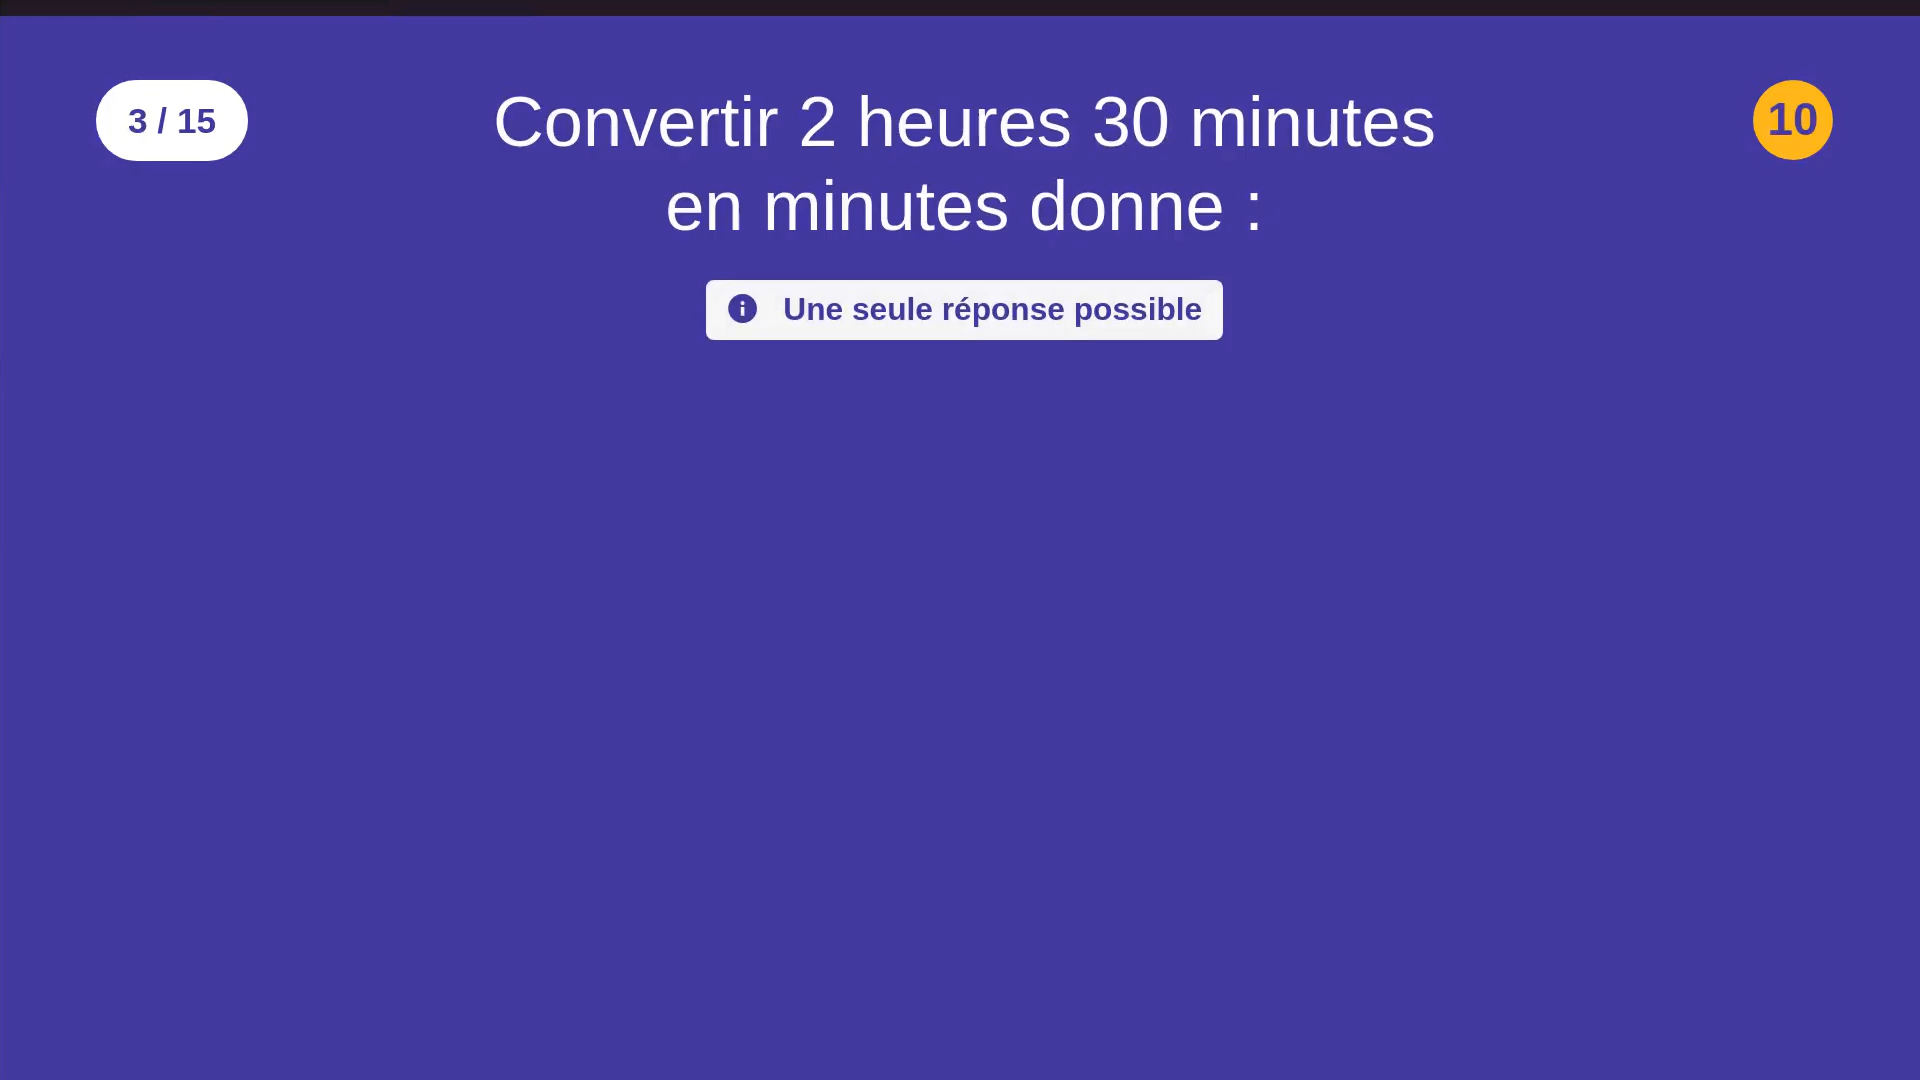 3 / 15
Convertir 2 heures 30 minutes
en minutes donne :
10
Une seule réponse possible